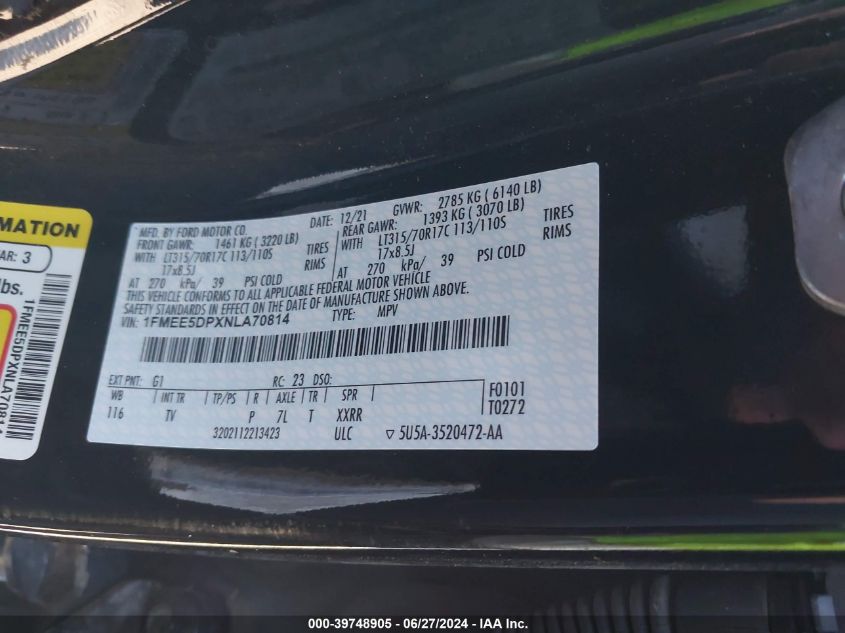 RMATION
AR: 3
lbs.
1FMEE5DPXNLA70814
MFD. BY FORD MOTOR CO.
DATE: 12/21 GVWR: 2785 KG ( 6140 LB)
FRONT GAWR: 1461 KG ( 3220 LB)
WITH LT315/70R17C 113/110S TIRES
17x8.5J RIMS
AT 270 kPa/ 39 PSI COLD
REAR GAWR: 1393 KG ( 3070 LB)
WITH LT315/70R17C 113/110S TIRES
17x8.5J RIMS
AT 270 kPa/ 39 PSI COLD
THIS VEHICLE CONFORMS TO ALL APPLICABLE FEDERAL MOTOR VEHICLE
SAFETY STANDARDS IN EFFECT ON THE DATE OF MANUFACTURE SHOWN ABOVE.
VIN: 1FMEE5DPXNLA70814 TYPE: MPV
EXT PNT: G1 RC: 23 DSO:
WB INT TR TP/PS R AXLE TR SPR
116 TV P 7L T XXRR
F0101
T0272
3202112213423 ULC ▽ 5U5A-3520472-AA
000-39748905 - 06/27/2024 - IAA Inc.